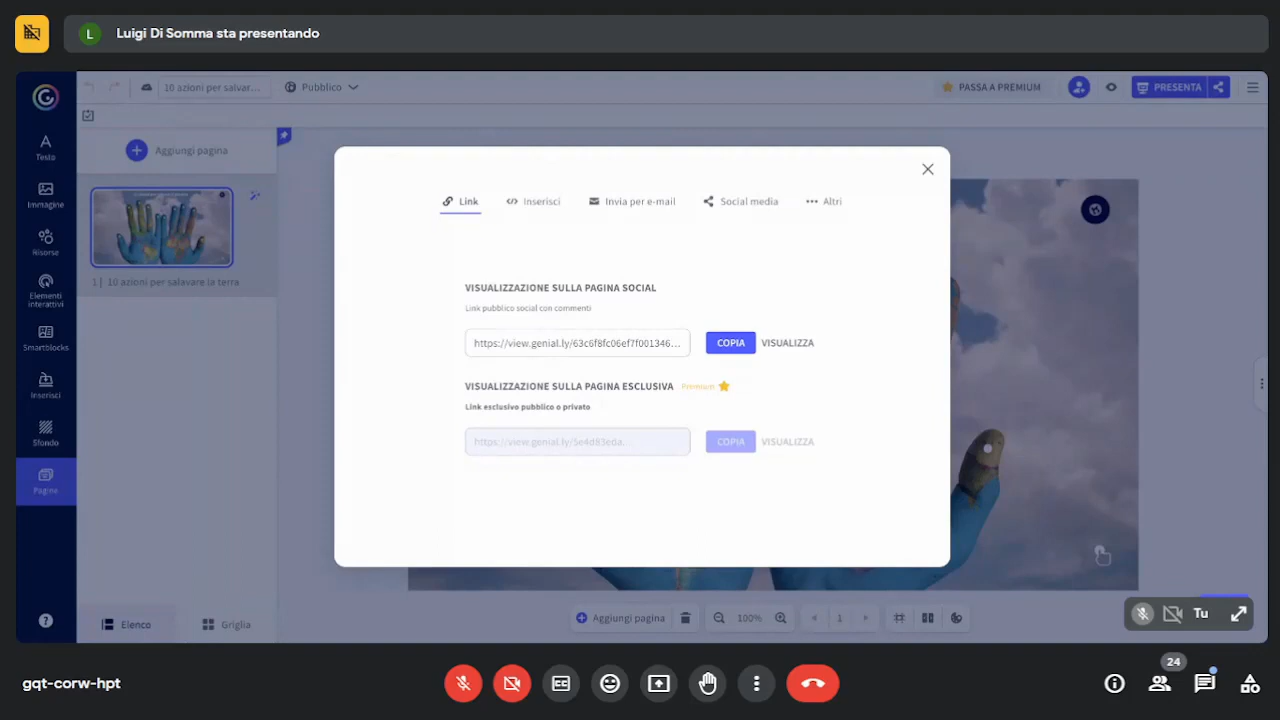 L Luigi Di Somma sta presentando
10 azioni per salavar...
Pubblico
PASSA A PREMIUM
PRESENTA
Testo
Immagine
Risorse
Elementi interattivi
Smartblocks
Inserisci
Sfondo
Pagine
Aggiungi pagina
1 | 10 azioni per salavare la terra
Link
Inserisci
Invia per e-mail
Social media
Altri
VISUALIZZAZIONE SULLA PAGINA SOCIAL
Link pubblico social con commenti
https://view.genial.ly/63c6f8fc06ef7f001346...
COPIA
VISUALIZZA
VISUALIZZAZIONE SULLA PAGINA ESCLUSIVA Premium
Link esclusivo pubblico o privato
https://view.genial.ly/5e4d83eda...
COPIA
VISUALIZZA
Elenco
Griglia
Aggiungi pagina
100%
1
Tu
gqt-corw-hpt
24